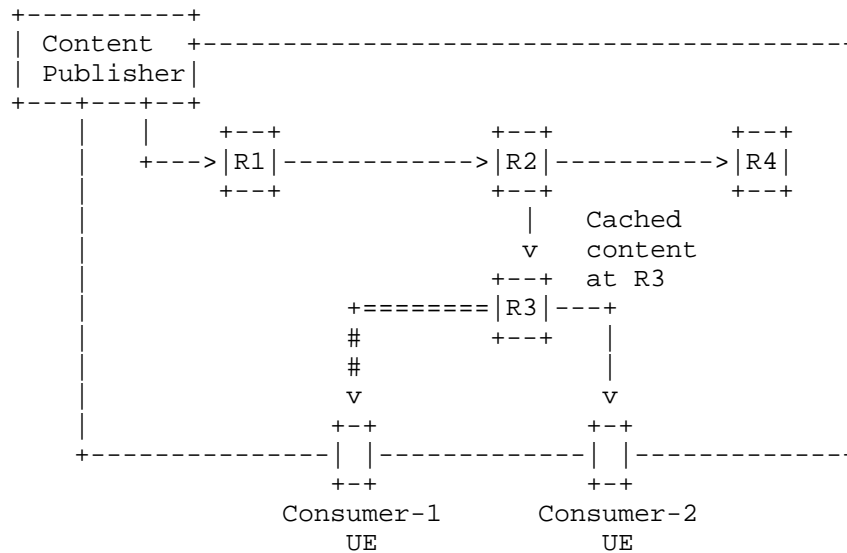 Content
Publisher
R1 R2 R4
Cached
content
at R3
R3
Consumer-1 Consumer-2
UE UE